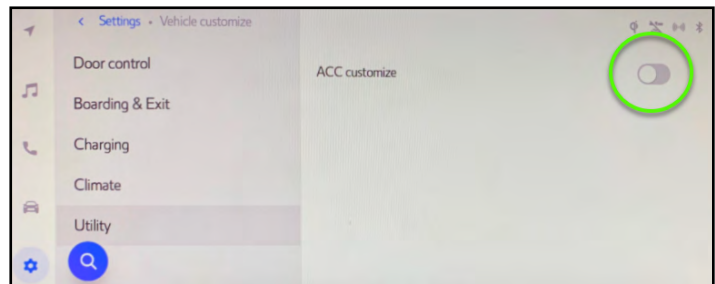 Settings • Vehicle customize
Door control
ACC customize
Boarding & Exit
Charging
Climate
Utility